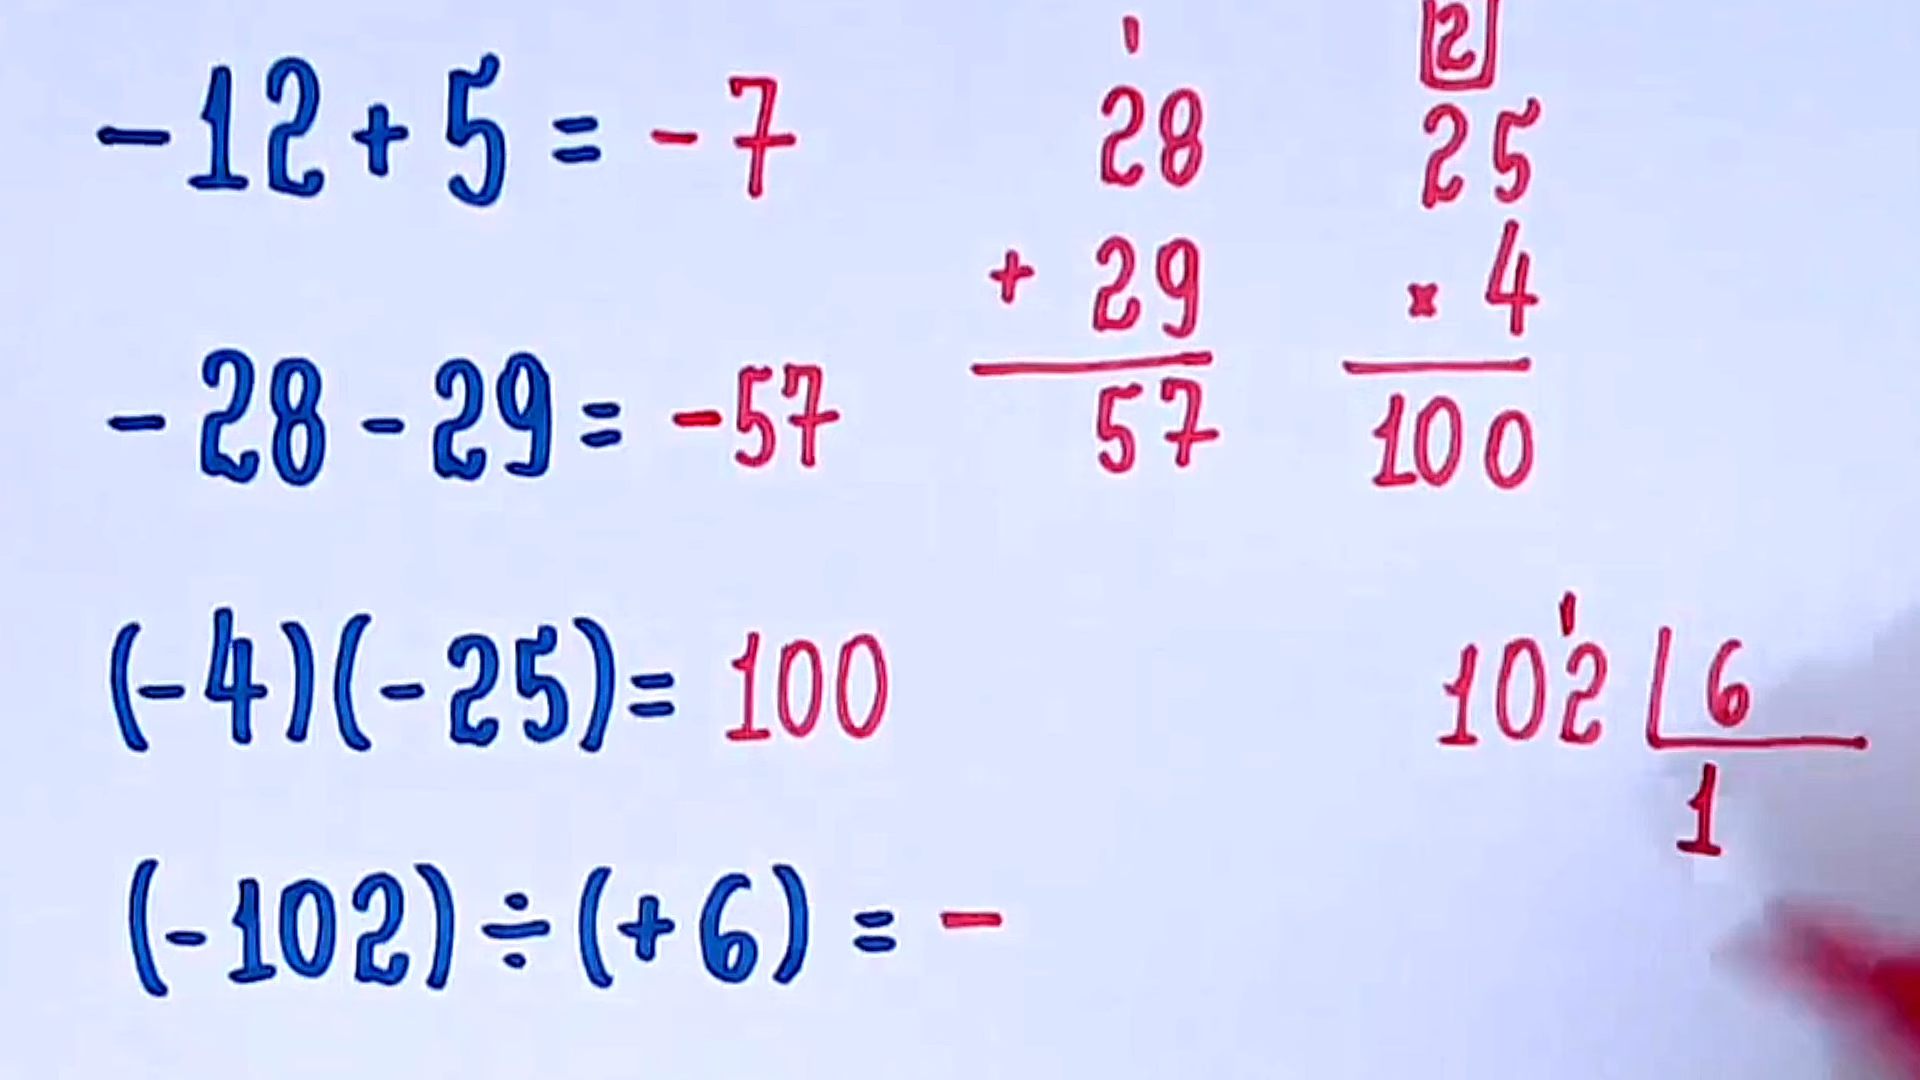 -12 + 5 = -7
-28 - 29 = -57
(-4)(-25) = 100
(-102) ÷ (+6) = -
1
28
+ 29
57
2
25
× 4
100
1
102 6
1